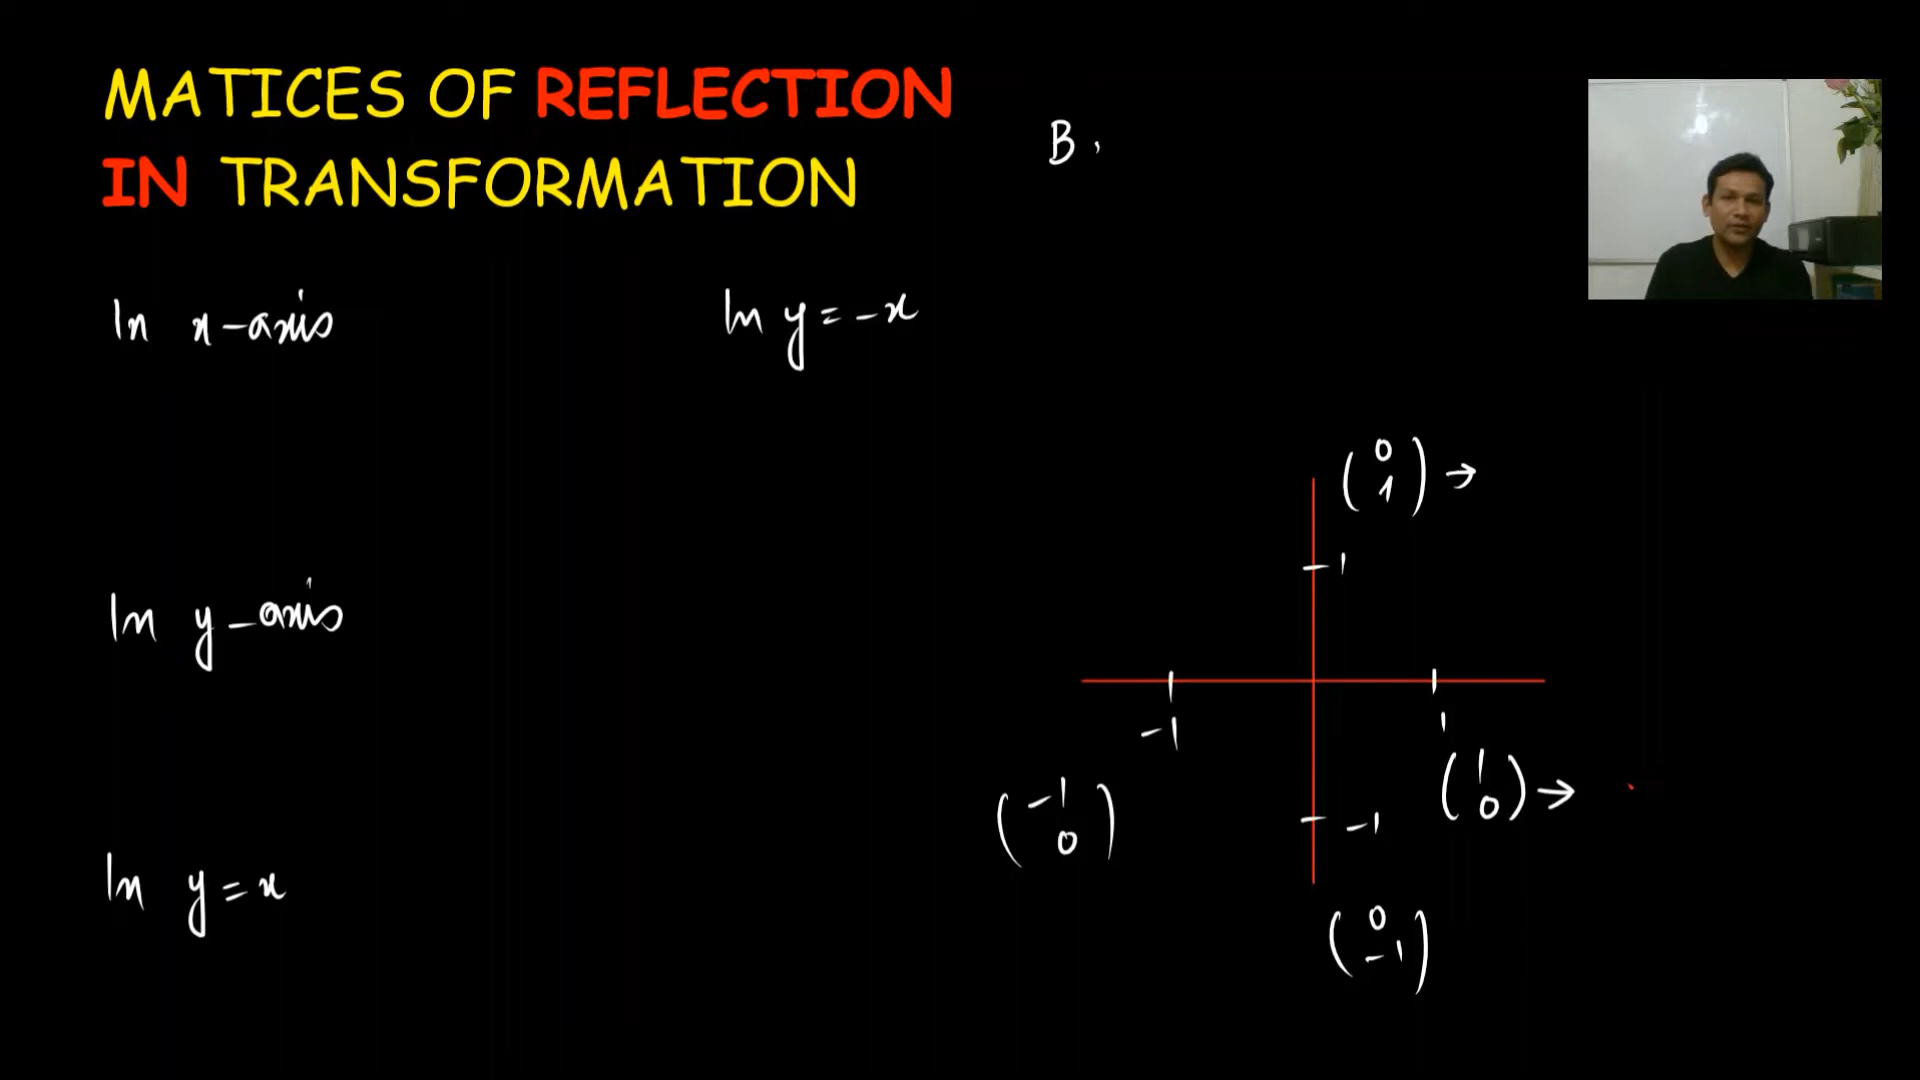 MATICES OF REFLECTION
IN TRANSFORMATION
B,
In x-axis
In y=-x
In y-axis
In y=x
(0
1) →
-1
-1
1
(-1
0)
-1
(1
0) →
(0
-1)